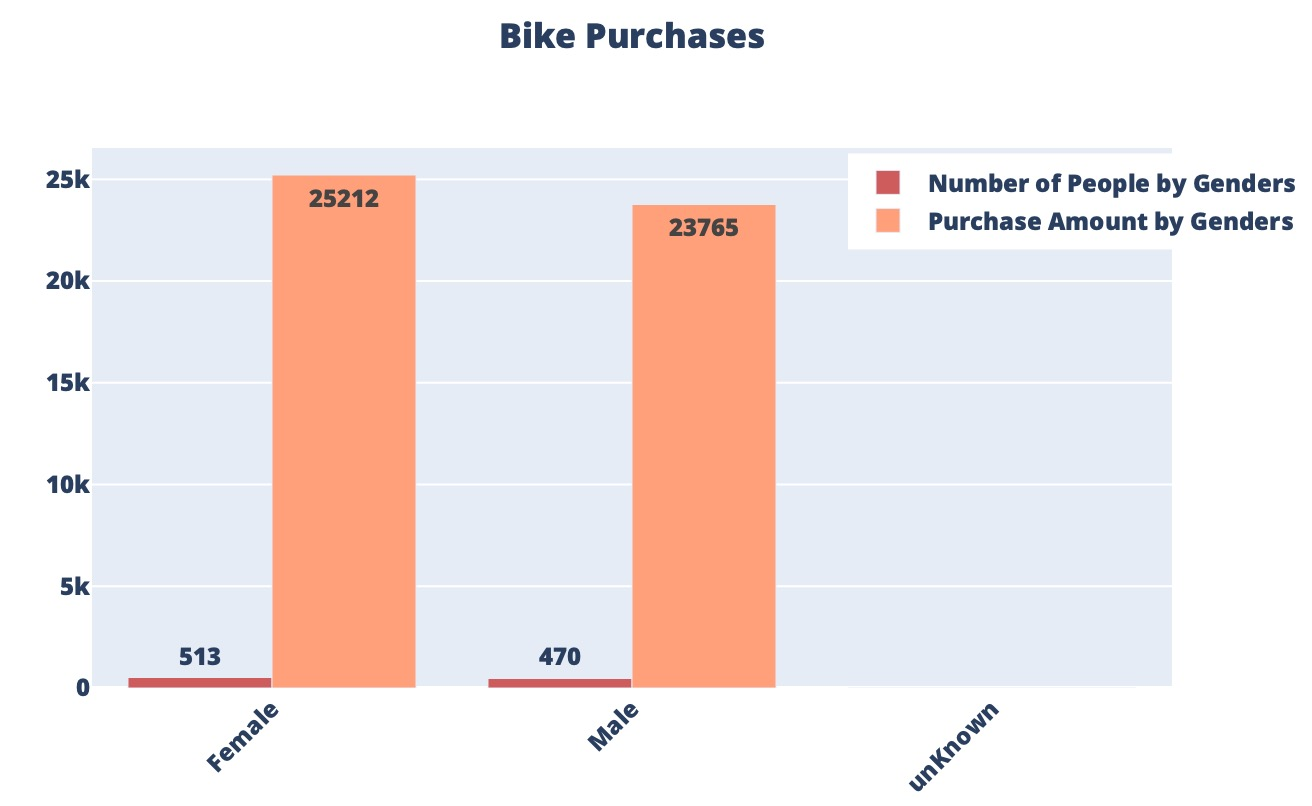 Bike Purchases
Number of People by Genders
Purchase Amount by Genders
25k
20k
15k
10k
5k
0
25212
23765
513
470
Female
Male
unKnown